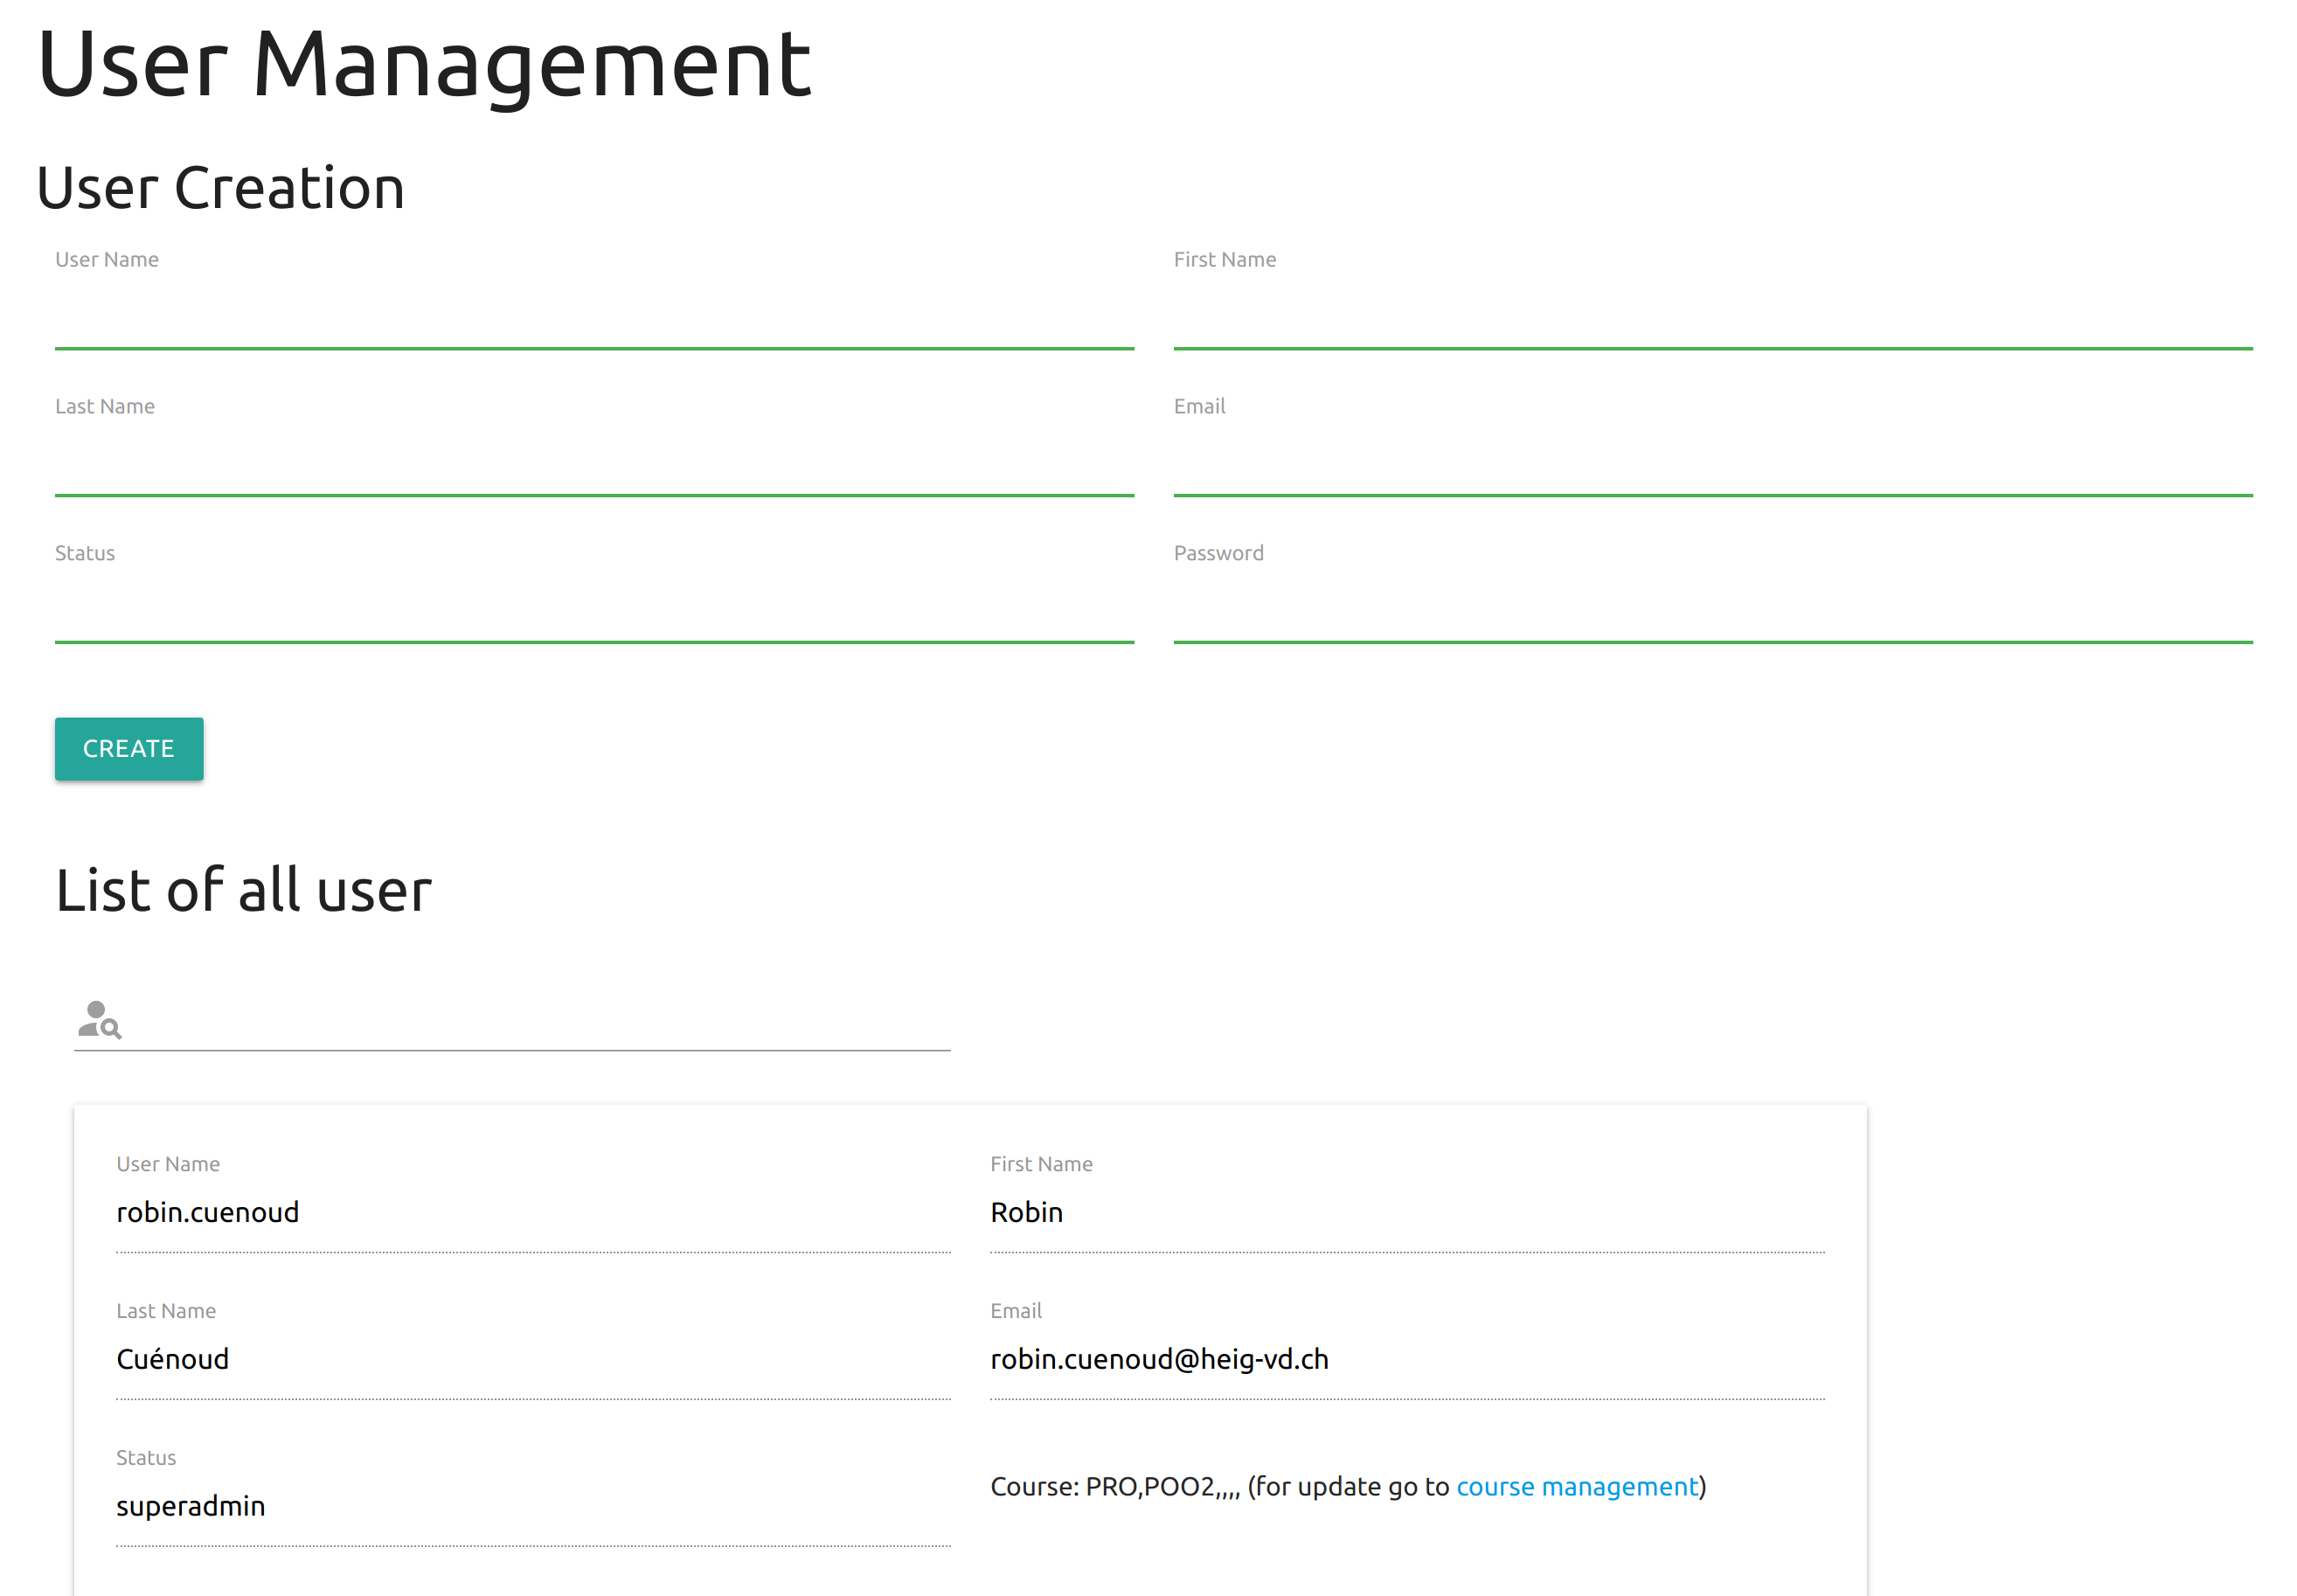 User Management
User Creation
User Name
First Name
Last Name
Email
Status
Password
CREATE
List of all user
User Name
First Name
robin.cuenoud
Robin
Last Name
Email
Cuénoud
robin.cuenoud@heig-vd.ch
Status
superadmin
Course: PRO,POO2,,,, (for update go to course management)